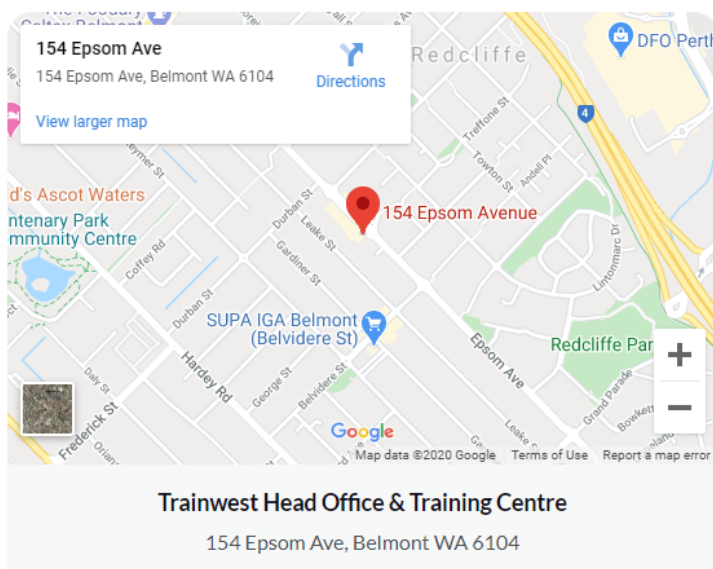 154 Epsom Ave
154 Epsom Ave, Belmont WA 6104
Directions
View larger map
Redcliffe
DFO Perth
4
Treffone St
Towton St
Andell Pl
d's Ascot Waters
ntenary Park
mmunity Centre
Coffey Rd
Durban St
Leake St
Gardiner St
154 Epsom Avenue
Lintonmarc Dr
Durban St
SUPA IGA Belmont
(Belvidere St)
Hardey Rd
Epsom Ave
Redcliffe Par
Daly St
George St
Belvidere St
Frederick St
Grand Parade
Leake S
Google
Map data ©2020 Google
Terms of Use
Report a map error
Trainwest Head Office & Training Centre
154 Epsom Ave, Belmont WA 6104